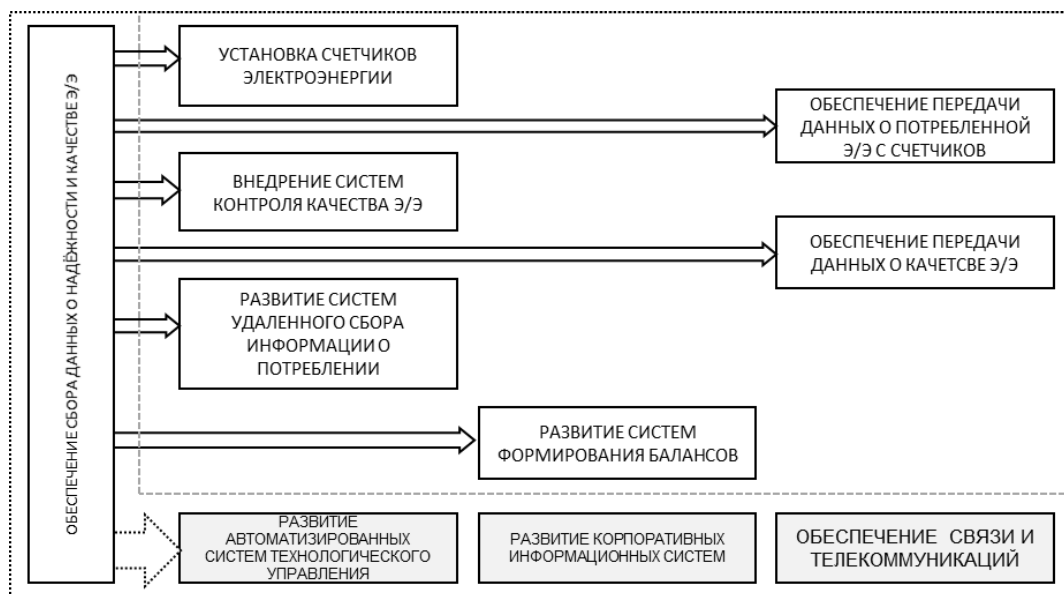 ОБЕСПЕЧЕНИЕ СБОРА ДАННЫХ О НАДЁЖНОСТИ И КАЧЕСТВЕ Э/Э
УСТАНОВКА СЧЕТЧИКОВ
ЭЛЕКТРОЭНЕРГИИ
ОБЕСПЕЧЕНИЕ ПЕРЕДАЧИ
ДАННЫХ О ПОТРЕБЛЕННОЙ
Э/Э С СЧЕТЧИКОВ
ВНЕДРЕНИЕ СИСТЕМ
КОНТРОЛЯ КАЧЕСТВА Э/Э
ОБЕСПЕЧЕНИЕ ПЕРЕДАЧИ
ДАННЫХ О КАЧЕТСВЕ Э/Э
РАЗВИТИЕ СИСТЕМ
УДАЛЕННОГО СБОРА
ИНФОРМАЦИИ О
ПОТРЕБЛЕНИИ
РАЗВИТИЕ СИСТЕМ
ФОРМИРОВАНИЯ БАЛАНСОВ
РАЗВИТИЕ
АВТОМАТИЗИРОВАННЫХ
СИСТЕМ ТЕХНОЛОГИЧЕСКОГО
УПРАВЛЕНИЯ
РАЗВИТИЕ КОРПОРАТИВНЫХ
ИНФОРМАЦИОННЫХ СИСТЕМ
ОБЕСПЕЧЕНИЕ СВЯЗИ И
ТЕЛЕКОММУНИКАЦИЙ